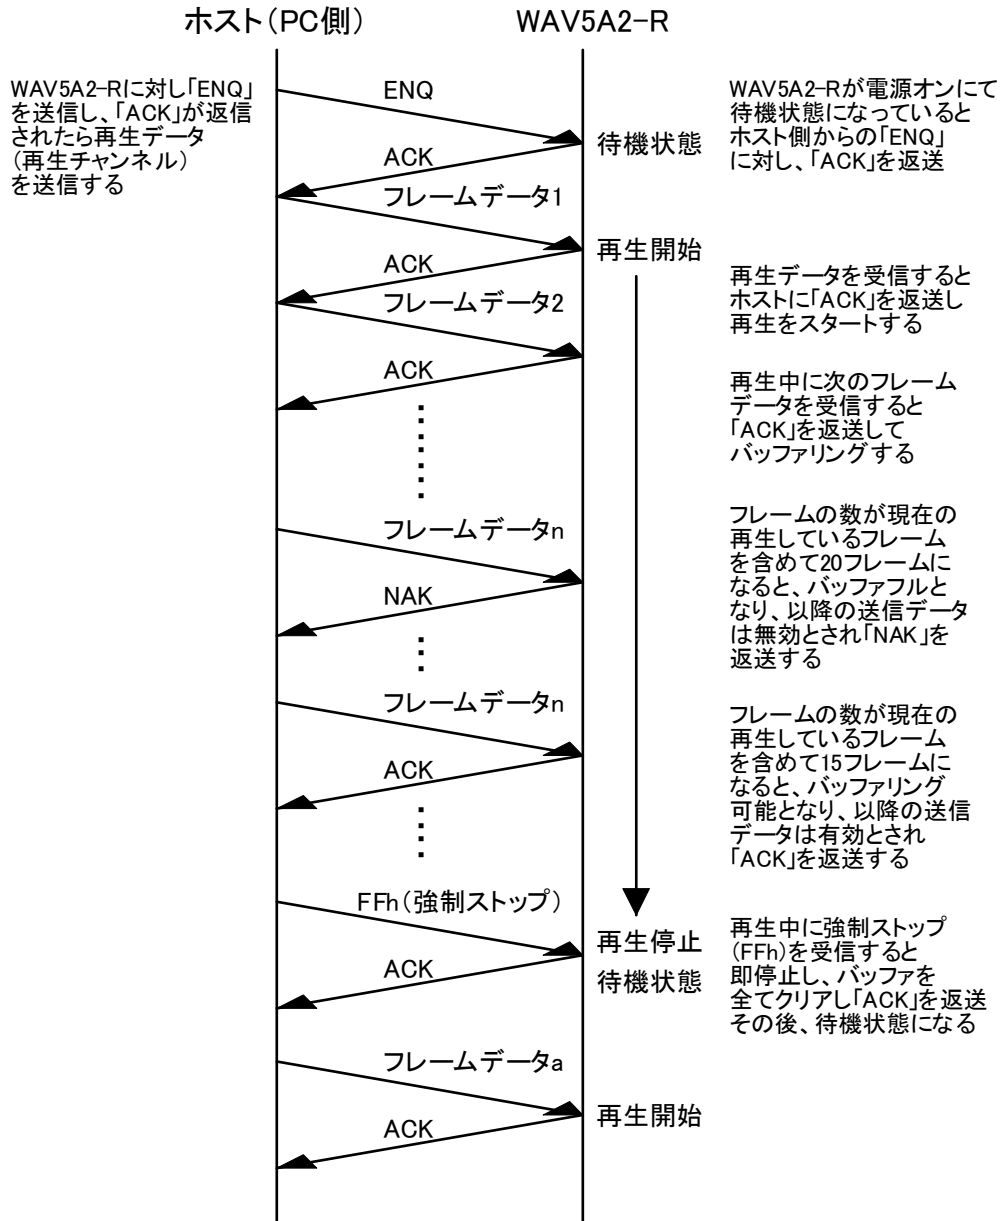 ホスト(PC側)
WAV5A2-R
WAV5A2-Rに対し「ENQ」
を送信し、「ACK」が返信
されたら再生データ
(再生チャンネル)
を送信する
ENQ
待機状態
WAV5A2-Rが電源オンにて
待機状態になっていると
ホスト側からの「ENQ」
に対し、「ACK」を返送
ACK
フレームデータ1
再生開始
ACK
フレームデータ2
再生データを受信すると
ホストに「ACK」を返送し
再生をスタートする
ACK
再生中に次のフレーム
データを受信すると
「ACK」を返送して
バッファリングする
フレームデータn
NAK
フレームの数が現在の
再生しているフレーム
を含めて20フレームに
なると、バッファフルと
なり、以降の送信データ
は無効とされ「NAK」を
返送する
フレームデータn
ACK
フレームの数が現在の
再生しているフレーム
を含めて15フレームに
なると、バッファリング
可能となり、以降の送信
データは有効とされ
「ACK」を返送する
FFh(強制ストップ)
再生停止
ACK
待機状態
再生中に強制ストップ
(FFh)を受信すると
即停止し、バッファを
全てクリアし「ACK」を返送
その後、待機状態になる
フレームデータa
再生開始
ACK